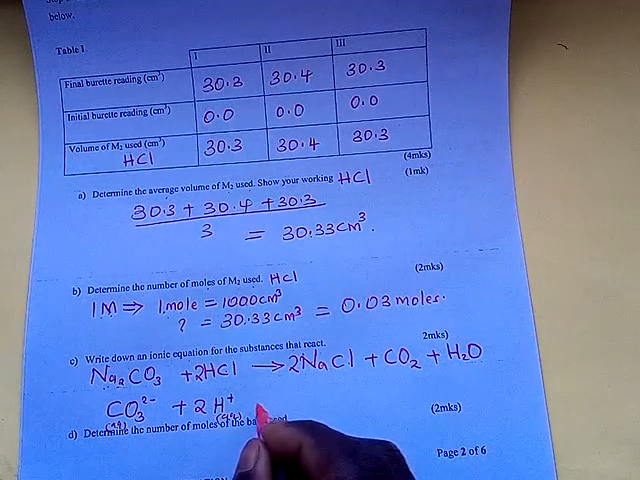 below.
Table 1
I II III
Final burette reading (cm³) 30.3 30.4 30.3
Initial burette reading (cm³) 0.0 0.0 0.0
Volume of M₂ used (cm³) 30.3 30.4 30.3
HCl
(4mks)
a) Determine the average volume of M₂ used. Show your working HCl (1mk)
30.3 + 30.4 + 30.3
3 = 30.33cm³.
b) Determine the number of moles of M₂ used. HCl (2mks)
1M ⇒ 1mole = 1000cm³
? = 30.33cm³ = 0.03 moles.
c) Write down an ionic equation for the substances that react. 2mks)
Na₂CO₃ + 2HCl → 2NaCl + CO₂ + H₂O
CO₃²⁻(aq) + 2H⁺(aq)
d) Determine the number of moles of the (2mks)
Page 2 of 6